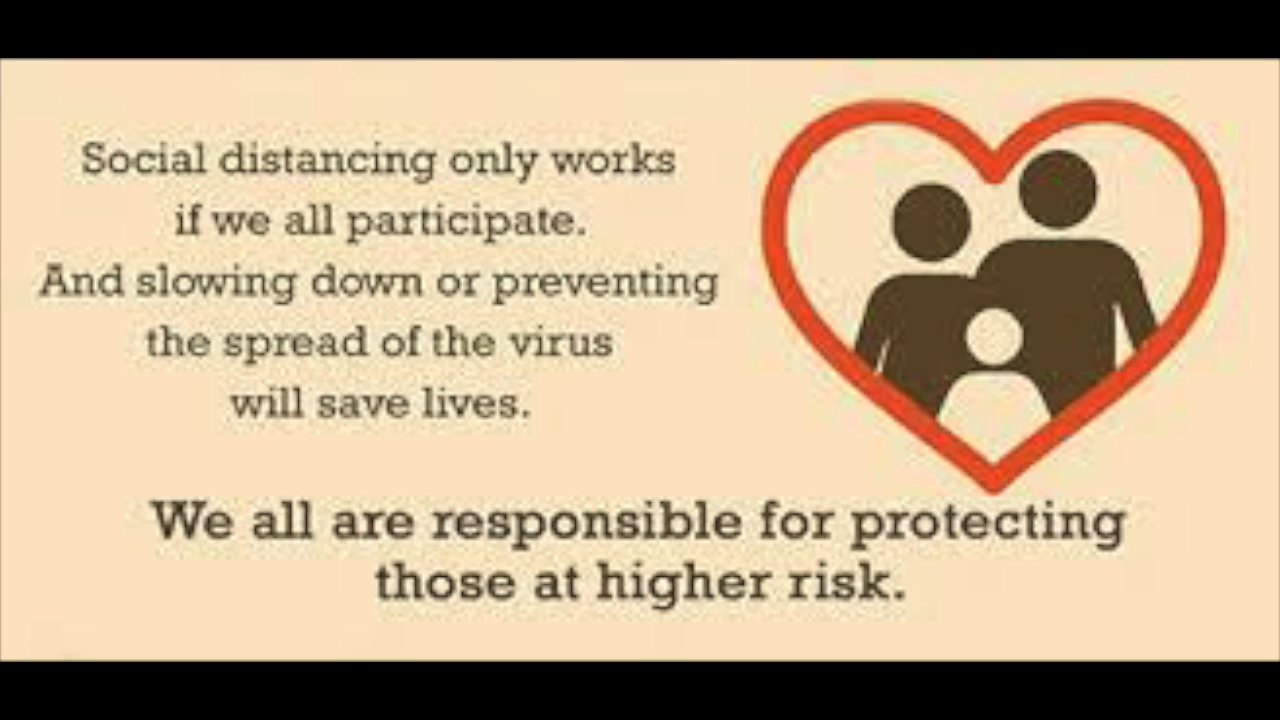 Social distancing only works
if we all participate.
And slowing down or preventing
the spread of the virus
will save lives.
We all are responsible for protecting
those at higher risk.